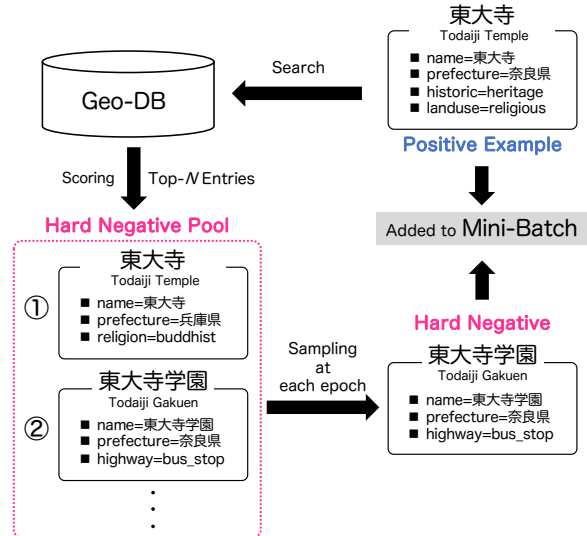 東大寺
Todaiji Temple
■ name=東大寺
■ prefecture=奈良県
■ historic=heritage
■ landuse=religious
Positive Example
Search
Geo-DB
Scoring
Top-N Entries
Hard Negative Pool
①
東大寺
Todaiji Temple
■ name=東大寺
■ prefecture=兵庫県
■ religion=buddhist
②
東大寺学園
Todaiji Gakuen
■ name=東大寺学園
■ prefecture=奈良県
■ highway=bus_stop
Sampling
at
each epoch
Added to Mini-Batch
Hard Negative
東大寺学園
Todaiji Gakuen
■ name=東大寺学園
■ prefecture=奈良県
■ highway=bus_stop